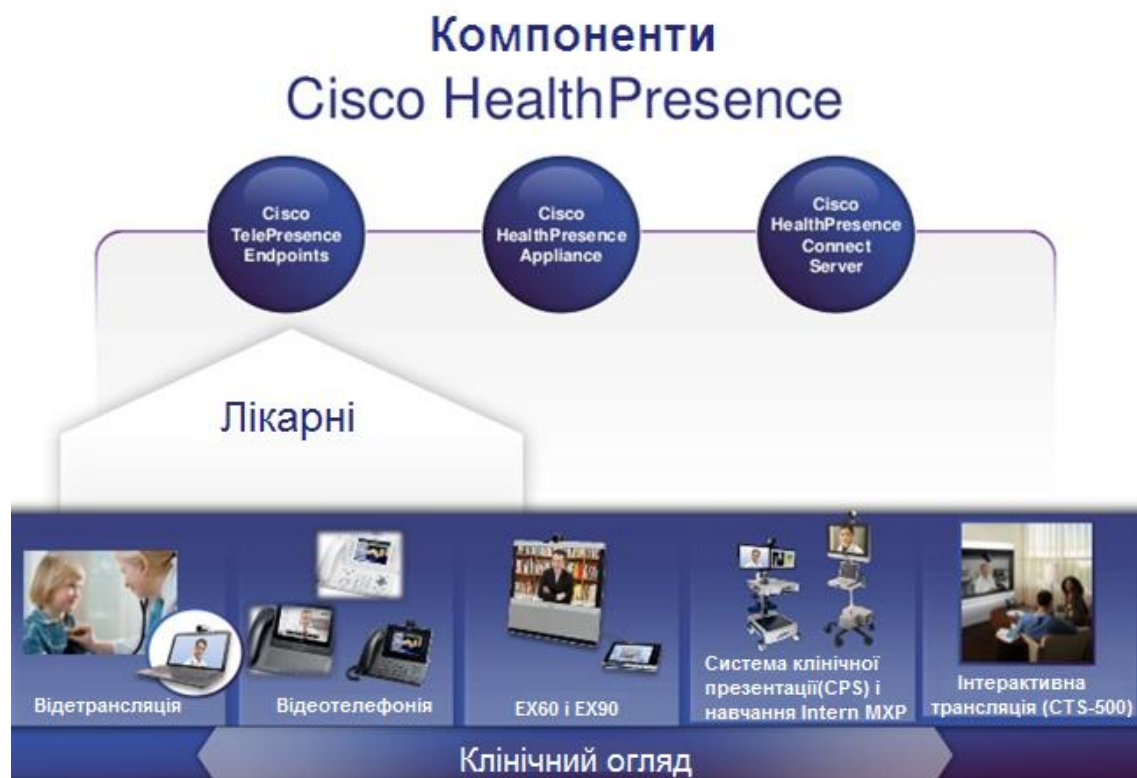 Компоненти
Cisco HealthPresence
Cisco
TelePresence
Endpoints
Cisco
HealthPresence
Appliance
Cisco
HealthPresence
Connect
Server
Лікарні
Відетрансляція
Відеотелефонія
EX60 і EX90
Система клінічної
презентації(CPS) і
навчання Intern MXP
Інтерактивна
трансляція (CTS-500)
Клінічний огляд